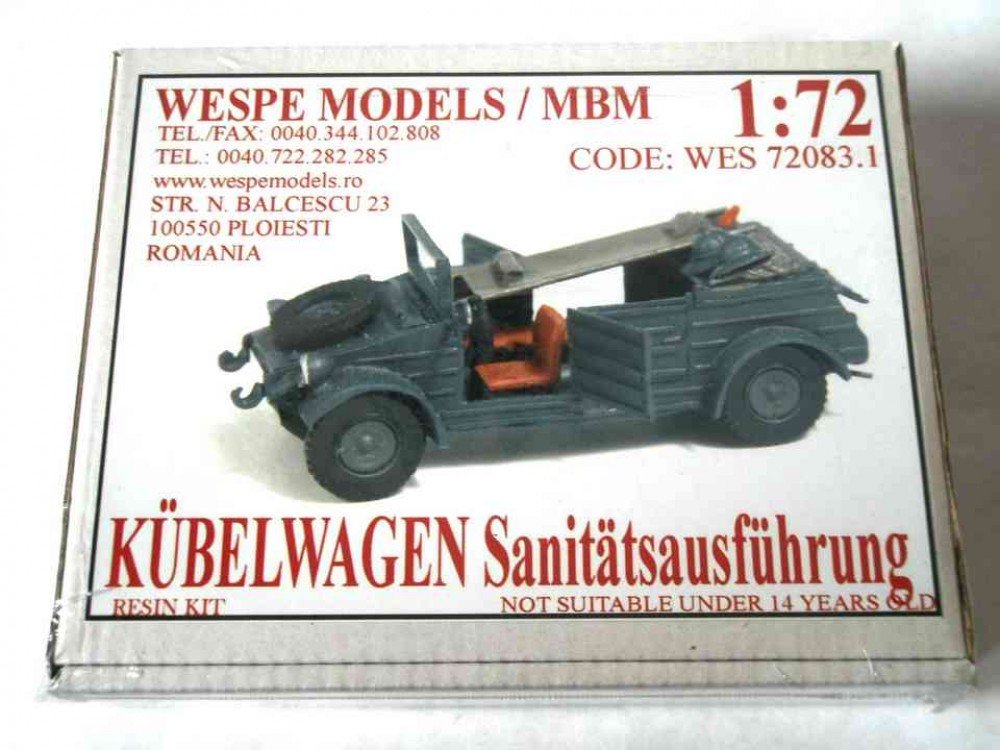 WESPE MODELS / MBM
1:72
TEL./FAX: 0040.344.102.808
TEL.: 0040.722.282.285
CODE: WES 72083.1
www.wespemodels.ro
STR. N. BALCESCU 23
100550 PLOIESTI
ROMANIA
KÜBELWAGEN Sanitätsausführung
RESIN KIT
NOT SUITABLE UNDER 14 YEARS OLD